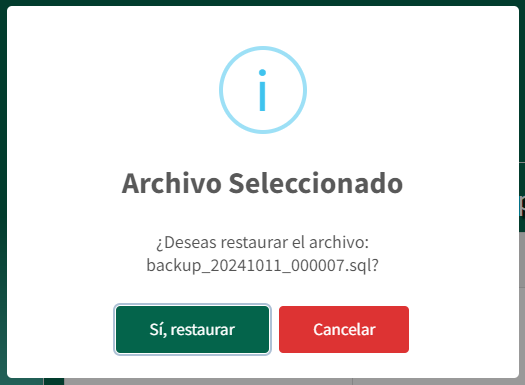 Archivo Seleccionado
¿Deseas restaurar el archivo:
backup_20241011_000007.sql?
Sí, restaurar
Cancelar